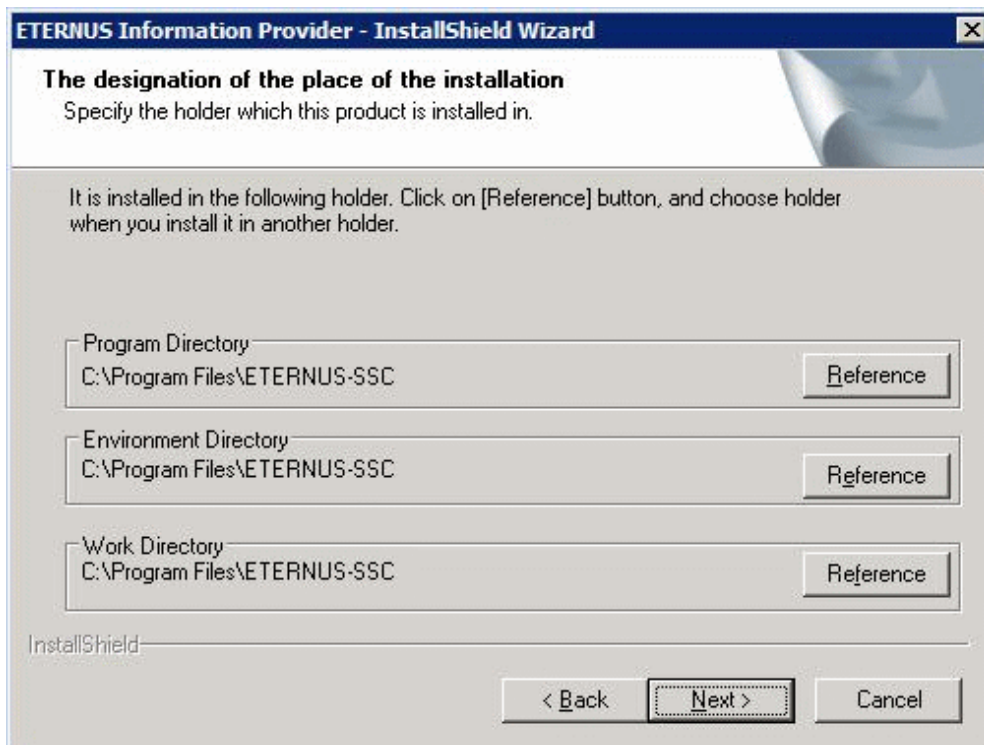 ETERNUS Information Provider - InstallShield Wizard
The designation of the place of the installation
Specify the holder which this product is installed in.
It is installed in the following holder. Click on [Reference] button, and choose holder
when you install it in another holder.
Program Directory
C:\Program Files\ETERNUS-SSC
Reference
Environment Directory
C:\Program Files\ETERNUS-SSC
Reference
Work Directory
C:\Program Files\ETERNUS-SSC
Reference
InstallShield
< Back Next > Cancel